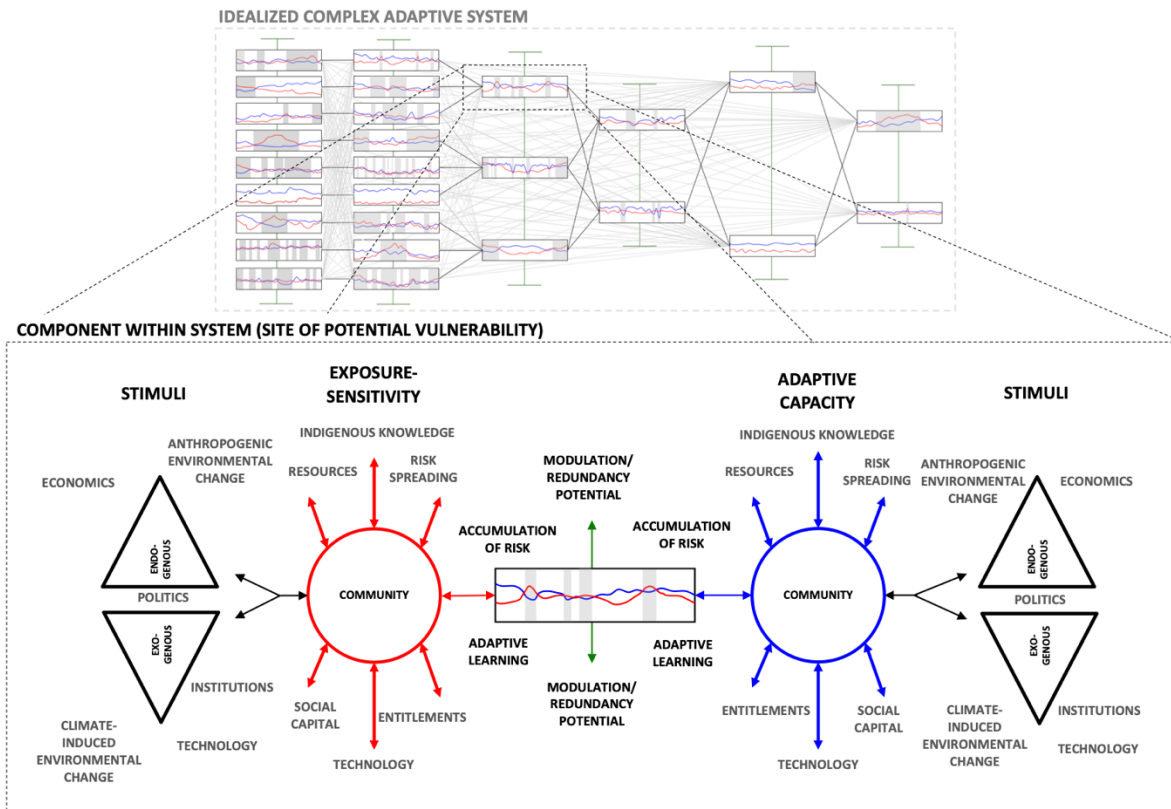 IDEALIZED COMPLEX ADAPTIVE SYSTEM
COMPONENT WITHIN SYSTEM (SITE OF POTENTIAL VULNERABILITY)
STIMULI
ECONOMICS
ANTHROPOGENIC
ENVIRONMENTAL
CHANGE
ENDO-
GENOUS
POLITICS
EXO-
GENOUS
INSTITUTIONS
CLIMATE-
INDUCED
ENVIRONMENTAL
CHANGE
TECHNOLOGY
EXPOSURE-
SENSITIVITY
INDIGENOUS KNOWLEDGE
RESOURCES
RISK
SPREADING
COMMUNITY
SOCIAL
CAPITAL
ENTITLEMENTS
TECHNOLOGY
MODULATION/
REDUNDANCY
POTENTIAL
ACCUMULATION
OF RISK
ACCUMULATION
OF RISK
ADAPTIVE
LEARNING
ADAPTIVE
LEARNING
MODULATION/
REDUNDANCY
POTENTIAL
ADAPTIVE
CAPACITY
INDIGENOUS KNOWLEDGE
RESOURCES
RISK
SPREADING
COMMUNITY
ENTITLEMENTS
SOCIAL
CAPITAL
TECHNOLOGY
STIMULI
ANTHROPOGENIC
ENVIRONMENTAL
CHANGE
ECONOMICS
ENDO-
GENOUS
POLITICS
EXO-
GENOUS
CLIMATE-
INDUCED
ENVIRONMENTAL
CHANGE
INSTITUTIONS
TECHNOLOGY